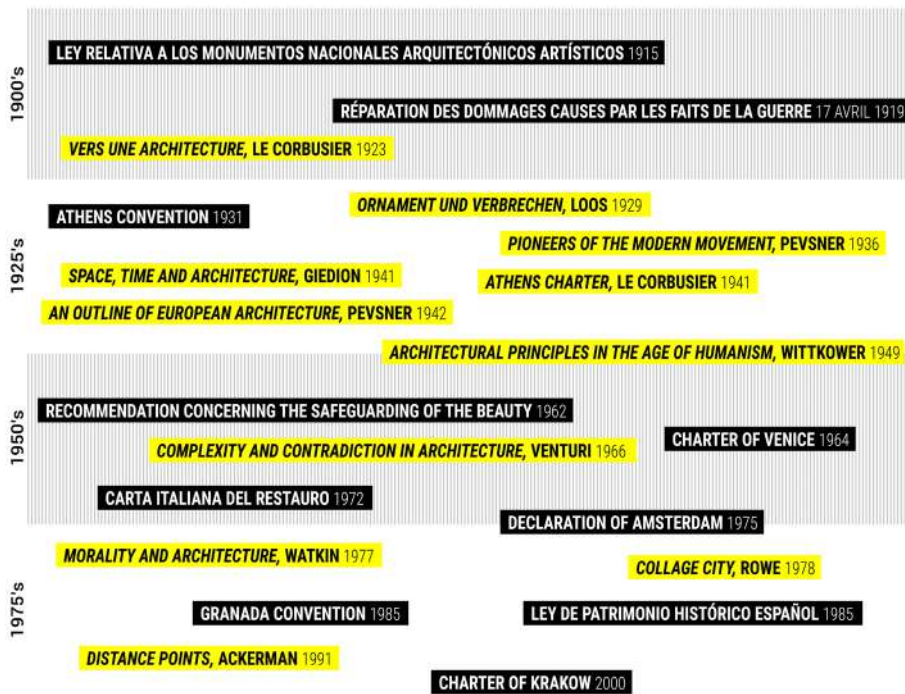 1900's
LEY RELATIVA A LOS MONUMENTOS NACIONALES ARQUITECTÓNICOS ARTÍSTICOS 1915
RÉPARATION DES DOMMAGES CAUSES PAR LES FAITS DE LA GUERRE 17 AVRIL 1919
VERS UNE ARCHITECTURE, LE CORBUSIER 1923
1925's
ORNAMENT UND VERBRECHEN, LOOS 1929
ATHENS CONVENTION 1931
PIONEERS OF THE MODERN MOVEMENT, PEVSNER 1936
SPACE, TIME AND ARCHITECTURE, GIEDION 1941
ATHENS CHARTER, LE CORBUSIER 1941
AN OUTLINE OF EUROPEAN ARCHITECTURE, PEVSNER 1942
ARCHITECTURAL PRINCIPLES IN THE AGE OF HUMANISM, WITTKOWER 1949
1950's
RECOMMENDATION CONCERNING THE SAFEGUARDING OF THE BEAUTY 1962
CHARTER OF VENICE 1964
COMPLEXITY AND CONTRADICTION IN ARCHITECTURE, VENTURI 1966
CARTA ITALIANA DEL RESTAURO 1972
DECLARATION OF AMSTERDAM 1975
1975's
MORALITY AND ARCHITECTURE, WATKIN 1977
COLLAGE CITY, ROWE 1978
GRANADA CONVENTION 1985
LEY DE PATRIMONIO HISTÓRICO ESPAÑOL 1985
DISTANCE POINTS, ACKERMAN 1991
CHARTER OF KRAKOW 2000